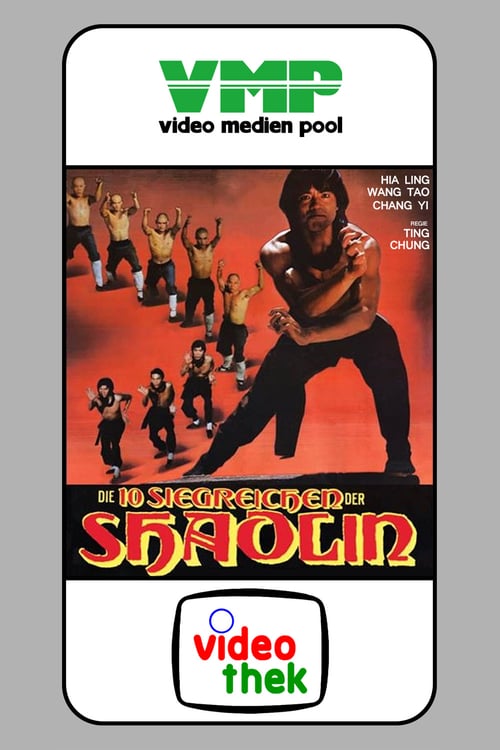 VMP
video medien pool
HIA LING
WANG TAO
CHANG YI
REGIE
TING
CHUNG
DIE 10 SIEGREICHEN DER
SHAOLIN
video
thek